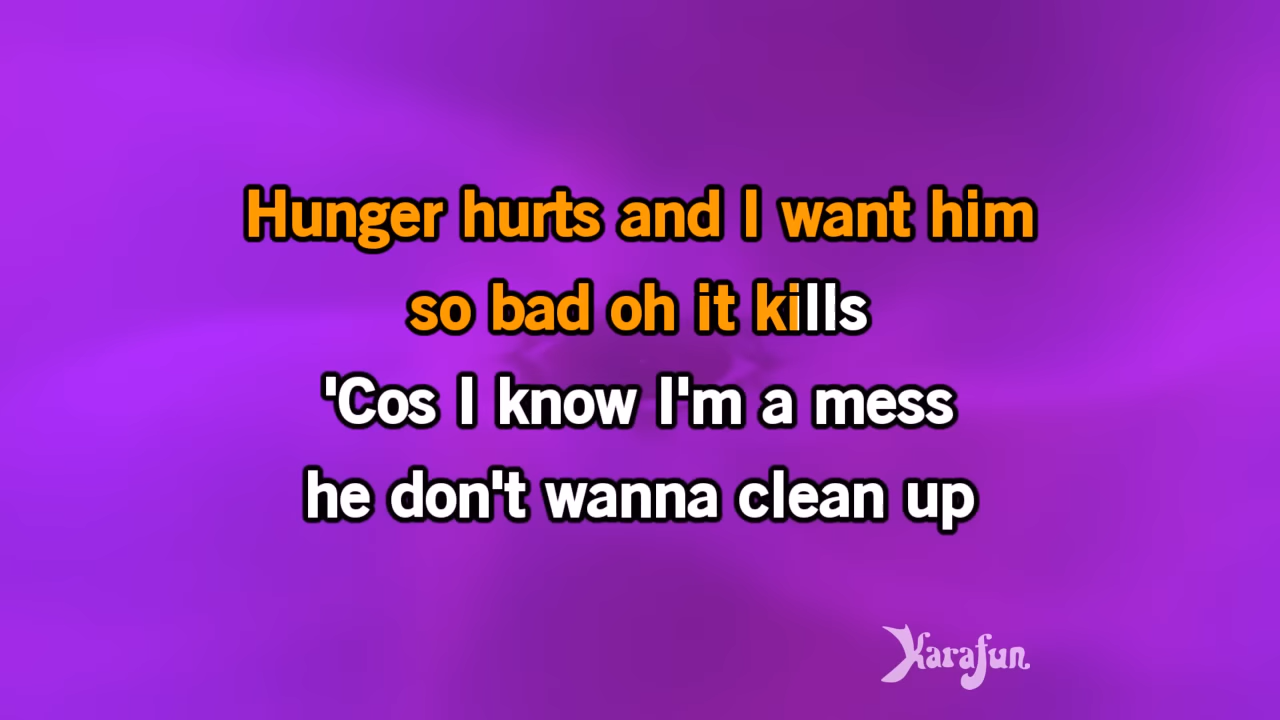 Hunger hurts and I want him
so bad oh it kills
'Cos I know I'm a mess
he don't wanna clean up
Karafun